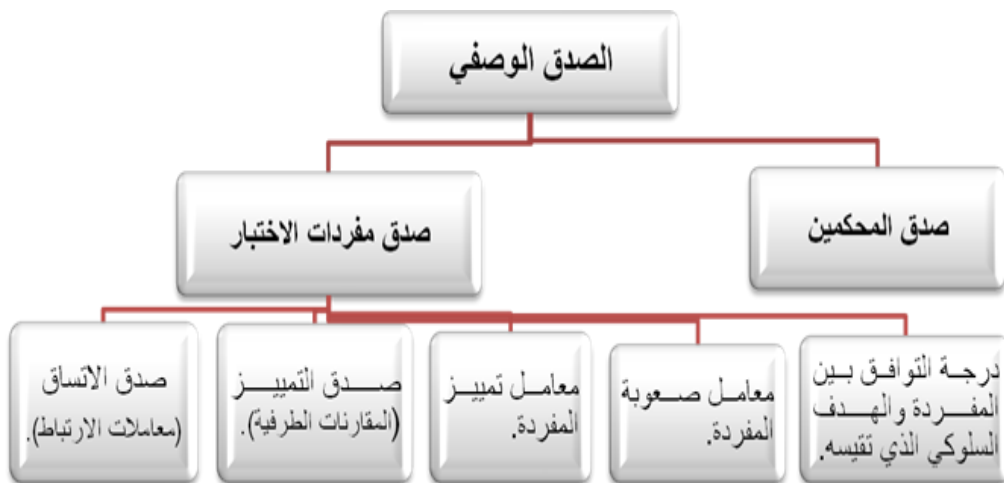 الصدق الوصفي
صدق المحكمين
صدق مفردات الاختبار
درجة التوافق بين
المفردة والهدف
السلوكي الذي تقيسه.
معامل صعوبة
المفردة.
معامل تمييز
المفردة.
صدق التمييز
(المقارنات الطرفية).
صدق الاتساق
(معاملات الارتباط).